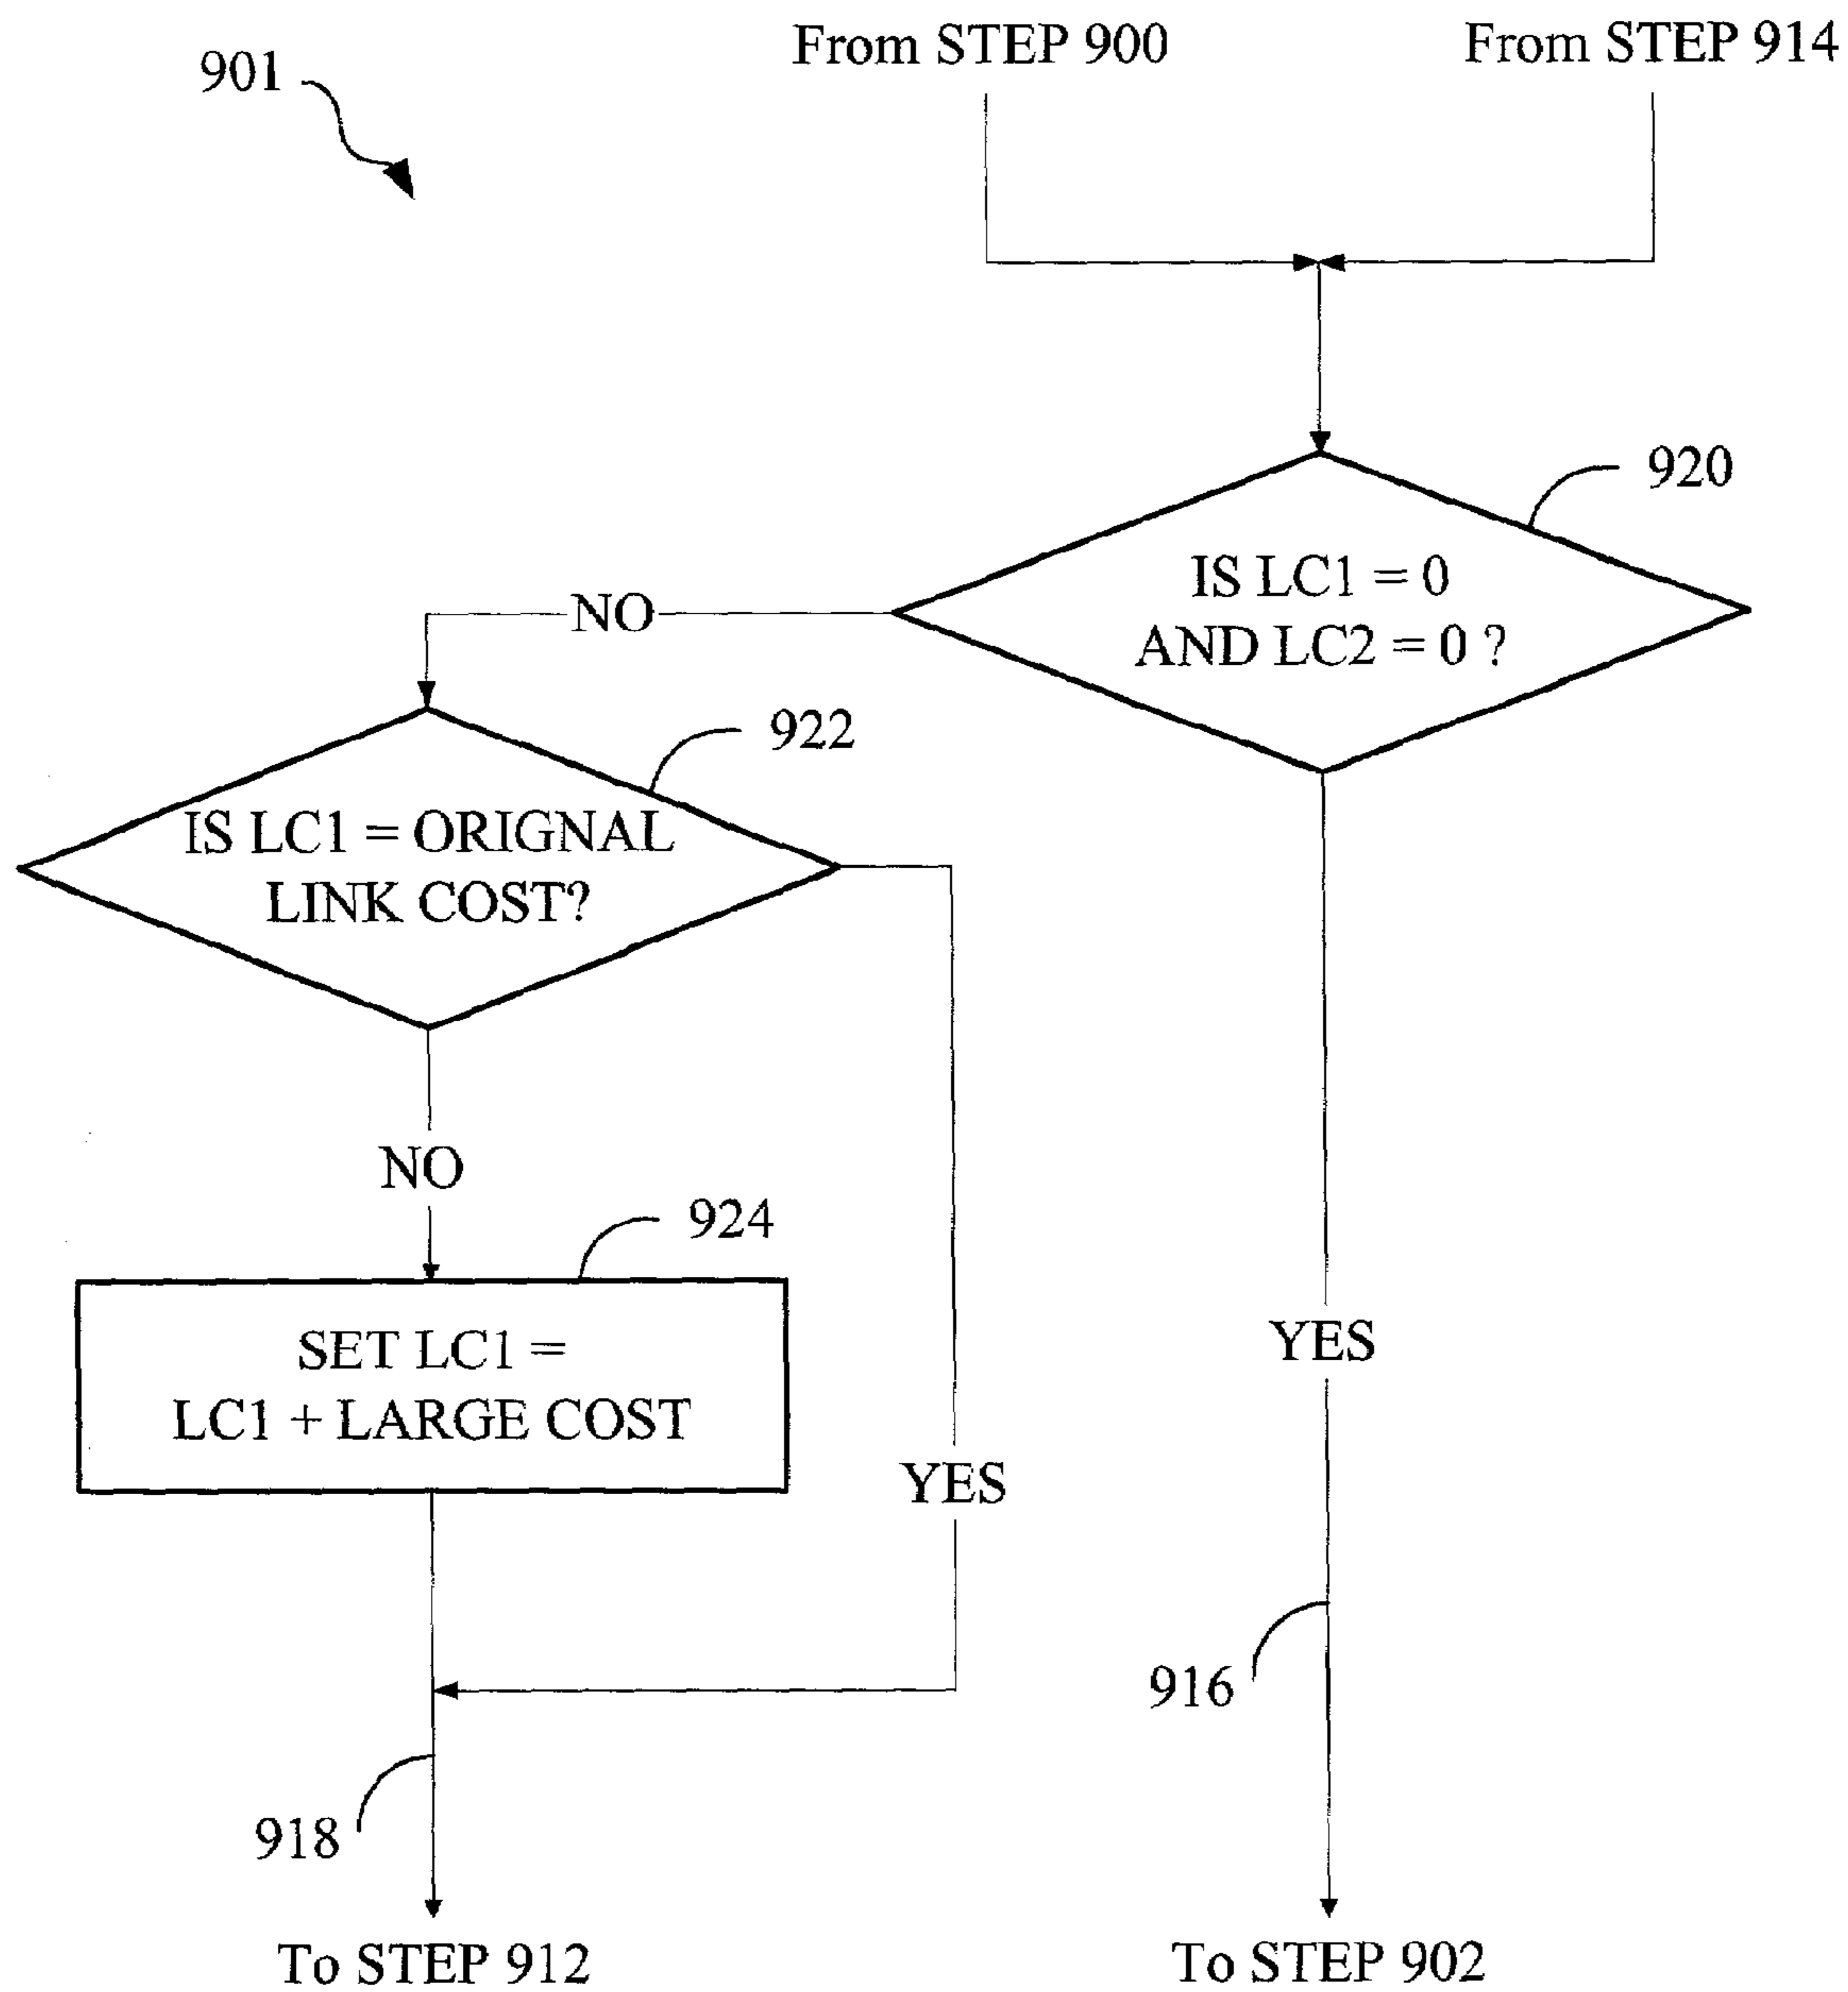 From STEP 900
From STEP 914
901
920
IS LC1 = 0
AND LC2 = 0 ?
NO
922
IS LC1 = ORIGNAL
LINK COST?
NO
924
SET LC1 =
LC1 + LARGE COST
YES
YES
916
918
To STEP 912
To STEP 902